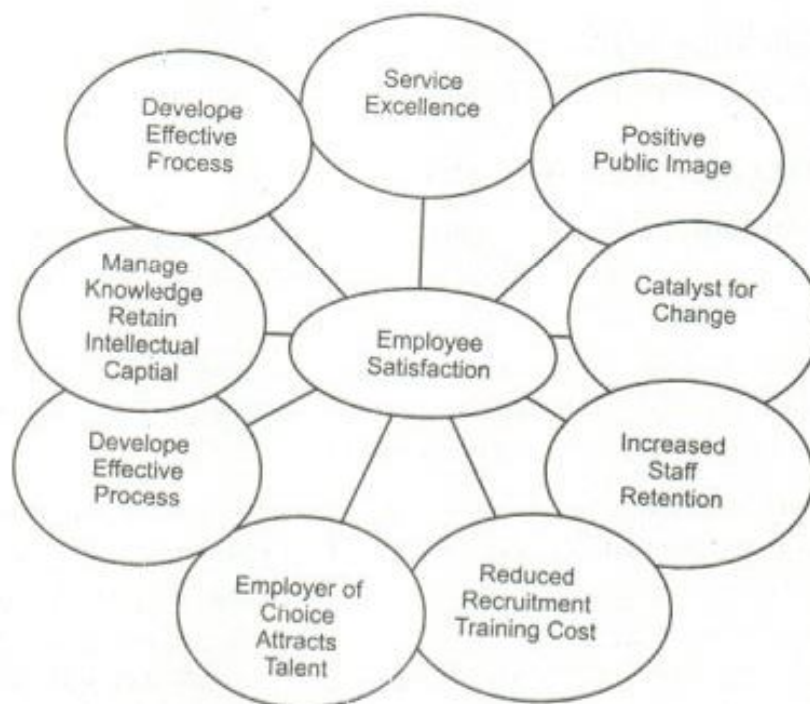 Service
Excellence
Positive
Public Image
Catalyst for
Change
Increased
Staff
Retention
Reduced
Recruitment
Training Cost
Employer of
Choice
Attracts
Talent
Develope
Effective
Process
Manage
Knowledge
Retain
Intellectual
Captial
Develope
Effective
Frocess
Employee
Satisfaction